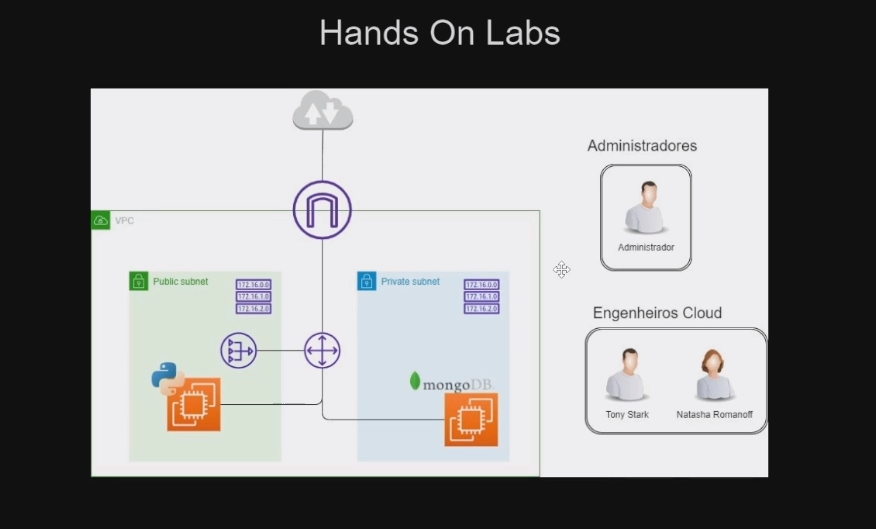 Hands On Labs
Administradores
Administrador
VPC
Public subnet
172.16.0.0
172.16.1.0
172.16.2.0
Private subnet
172.16.0.0
172.16.1.0
172.16.2.0
mongoDB
Engenheiros Cloud
Tony Stark
Natasha Romanoff